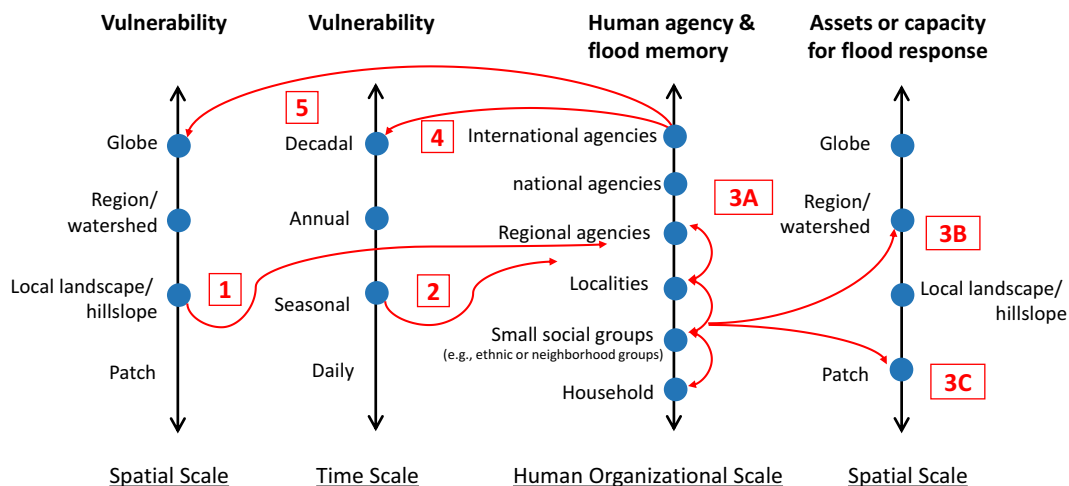 Vulnerability
Vulnerability
Human agency &
flood memory
Assets or capacity
for flood response
5
4
Globe
Decadal
International agencies
Globe
national agencies
3A
Region/
watershed
Annual
Regional agencies
Region/
watershed
3B
1
2
Local landscape/
hillslope
Seasonal
Localities
Local landscape/
hillslope
Small social groups
(e.g., ethnic or neighborhood groups)
Patch
Daily
Household
Patch
3C
Spatial Scale
Time Scale
Human Organizational Scale
Spatial Scale